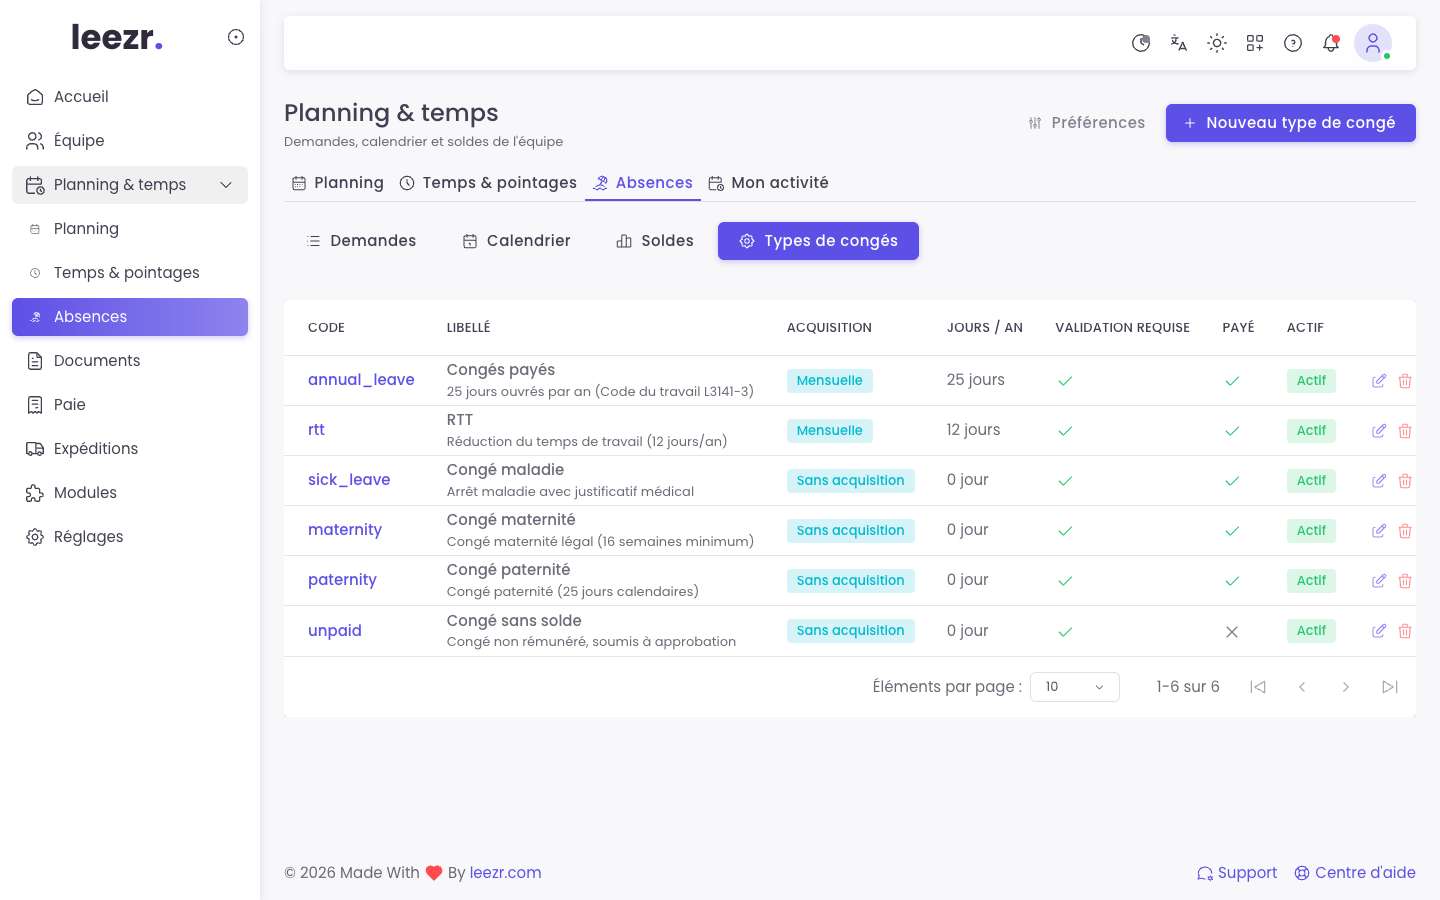 leezr.
Accueil
Équipe
Planning & temps
Planning
Temps & pointages
Absences
Documents
Paie
Expéditions
Modules
Réglages
Planning & temps
Demandes, calendrier et soldes de l'équipe
Préférences
Nouveau type de congé
Planning
Temps & pointages
Absences
Mon activité
Demandes
Calendrier
Soldes
Types de congés
CODE LIBELLÉ ACQUISITION JOURS / AN VALIDATION REQUISE PAYÉ ACTIF
annual_leave Congés payés Mensuelle 25 jours Actif
25 jours ouvrés par an (Code du travail L3141-3)
rtt RTT Mensuelle 12 jours Actif
Réduction du temps de travail (12 jours/an)
sick_leave Congé maladie Sans acquisition 0 jour Actif
Arrêt maladie avec justificatif médical
maternity Congé maternité Sans acquisition 0 jour Actif
Congé maternité légal (16 semaines minimum)
paternity Congé paternité Sans acquisition 0 jour Actif
Congé paternité (25 jours calendaires)
unpaid Congé sans solde Sans acquisition 0 jour Actif
Congé non rémunéré, soumis à approbation
Éléments par page : 10 1-6 sur 6
© 2026 Made With By leezr.com
Support
Centre d'aide